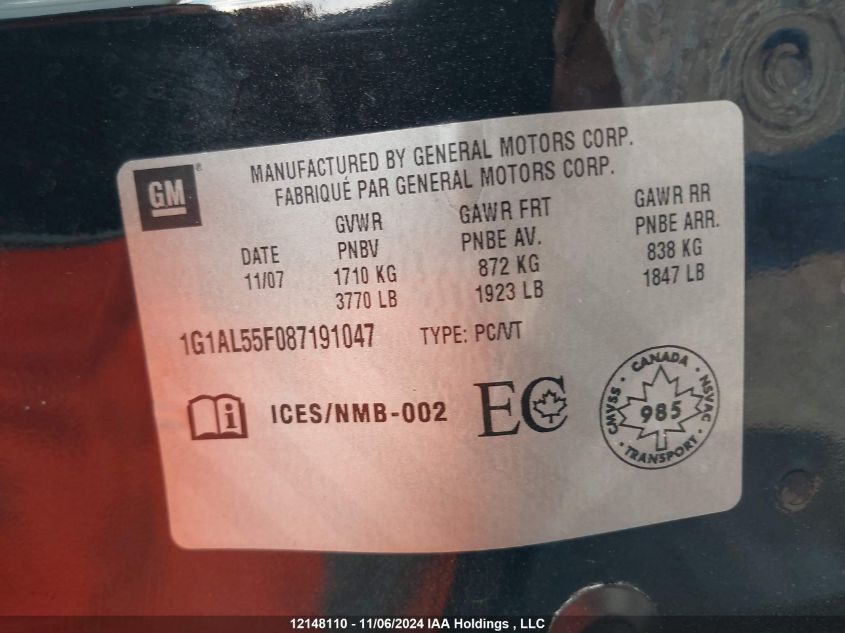 GM
MANUFACTURED BY GENERAL MOTORS CORP.
FABRIQUÉ PAR GENERAL MOTORS CORP.
DATE
11/07
GVWR
PNBV
1710 KG
3770 LB
GAWR FRT
PNBE AV.
872 KG
1923 LB
GAWR RR
PNBE ARR.
838 KG
1847 LB
1G1AL55F087191047 TYPE: PC/VT
i ICES/NMB-002 EC
CANADA
CMVSS 985 NSVAC
TRANSPORT
12148110 - 11/06/2024 IAA Holdings , LLC